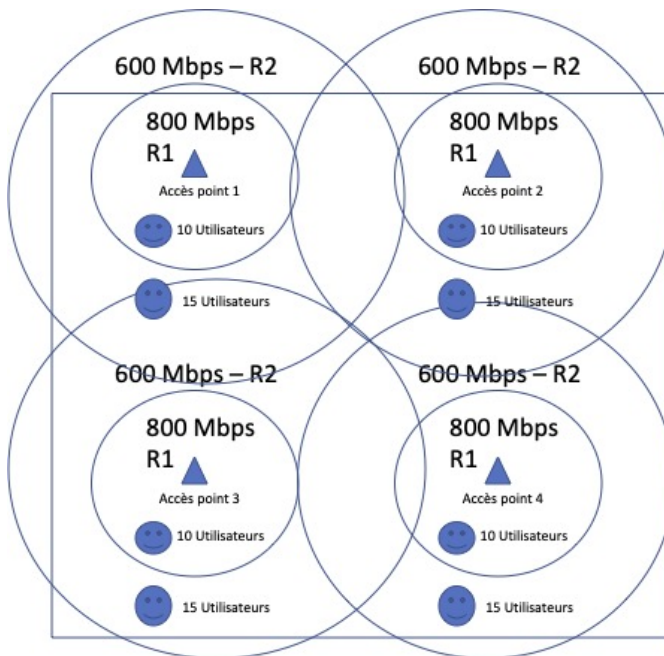 600 Mbps – R2
600 Mbps – R2
800 Mbps
R1
Accès point 1
10 Utilisateurs
15 Utilisateurs
800 Mbps
R1
Accès point 2
10 Utilisateurs
15 Utilisateurs
600 Mbps – R2
600 Mbps – R2
800 Mbps
R1
Accès point 3
10 Utilisateurs
15 Utilisateurs
800 Mbps
R1
Accès point 4
10 Utilisateurs
15 Utilisateurs